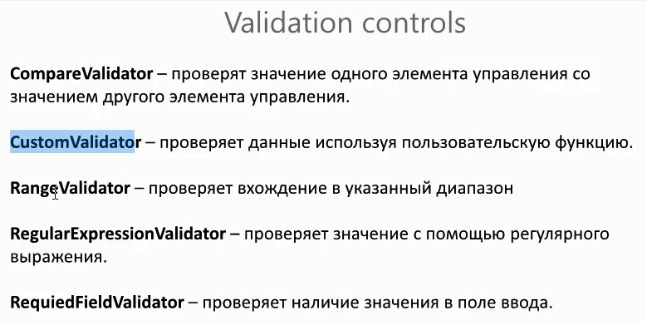 Validation controls
CompareValidator – проверят значение одного элемента управления со
значением другого элемента управления.
CustomValidator – проверяет данные используя пользовательскую функцию.
RangeValidator – проверяет вхождение в указанный диапазон
RegularExpressionValidator – проверяет значение с помощью регулярного
выражения.
RequiedFieldValidator – проверяет наличие значения в поле ввода.